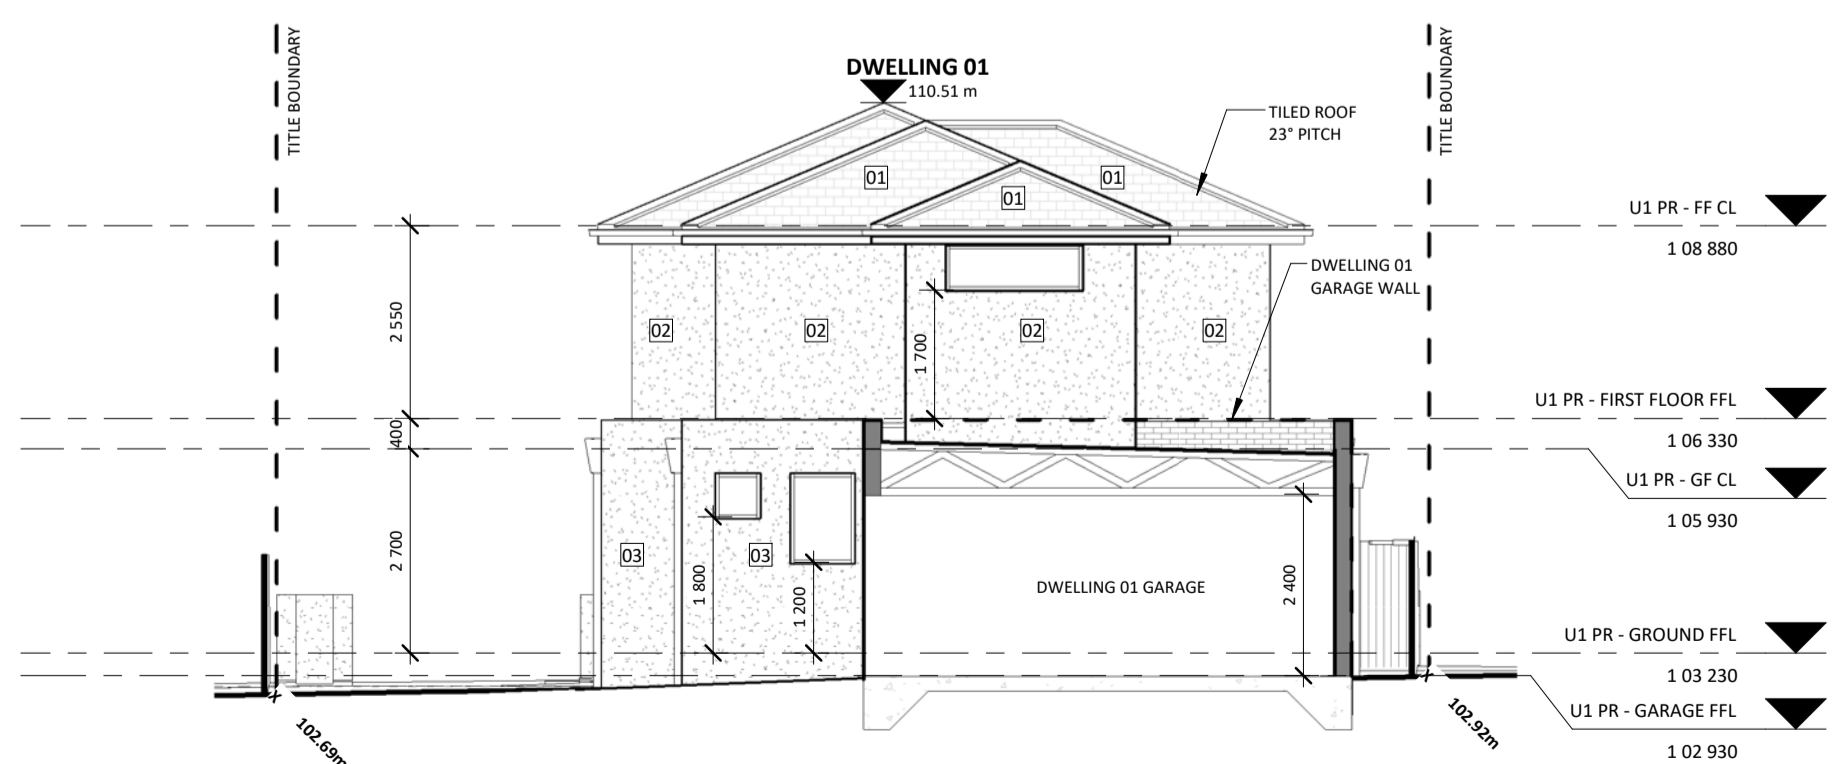 TITLE BOUNDARY
DWELLING 01
110.51 m
TITLE BOUNDARY
TILED ROOF
23° PITCH
01
01
01
U1 PR - FF CL
1 08 880
DWELLING 01
GARAGE WALL
2 550
02
02
02
02
1 700
U1 PR - FIRST FLOOR FFL
1 06 330
400
U1 PR - GF CL
1 05 930
2 700
03
03
1 800
1 200
DWELLING 01 GARAGE
2 400
U1 PR - GROUND FFL
1 03 230
U1 PR - GARAGE FFL
1 02 930
102.69m
102.92m